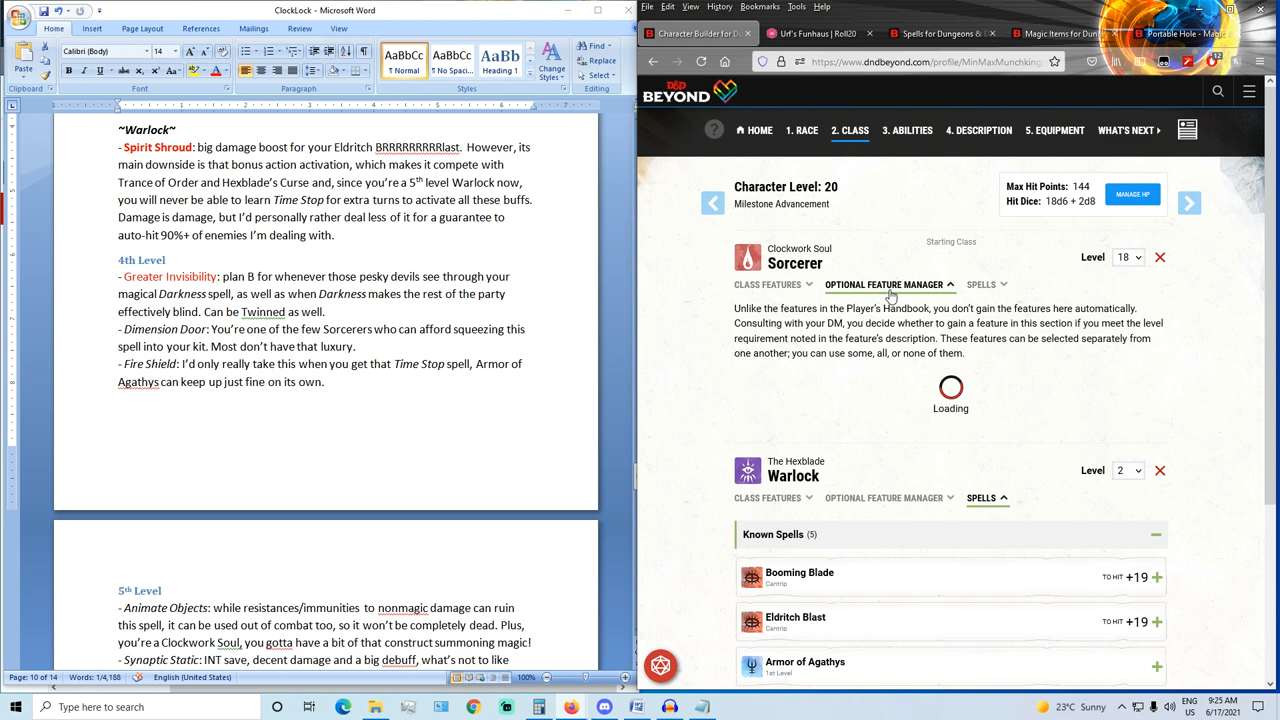 ClockLock - Microsoft Word
Home Insert Page Layout References Mailings Review View
Calibri (Body) 14
Paste
AaBbCc AaBbCc AaBb
¶ Normal ¶ No Spaci... Heading 1
Change Styles
Find
Replace
Select
Clipboard Font Paragraph Styles Editing
~Warlock~
- Spirit Shroud: big damage boost for your Eldritch BRRRRRRRRRlast. However, its
main downside is that bonus action activation, which makes it compete with
Trance of Order and Hexblade's Curse and, since you're a 5th level Warlock now,
you will never be able to learn Time Stop for extra turns to activate all these buffs.
Damage is damage, but I'd personally rather deal less of it for a guarantee to
auto-hit 90%+ of enemies I'm dealing with.
4th Level
- Greater Invisibility: plan B for whenever those pesky devils see through your
magical Darkness spell, as well as when Darkness makes the rest of the party
effectively blind. Can be Twinned as well.
- Dimension Door: You're one of the few Sorcerers who can afford squeezing this
spell into your kit. Most don't have that luxury.
- Fire Shield: I'd only really take this when you get that Time Stop spell, Armor of
Agathys can keep up just fine on its own.
5th Level
- Animate Objects: while resistances/immunities to nonmagic damage can ruin
this spell, it can be used out of combat too, so it won't be completely dead. Plus,
you're a Clockwork Soul, you gotta have a bit of that construct summoning magic!
- Synaptic Static: INT save, decent damage and a big debuff, what's not to like
Page: 10 of 14 Words: 1/4,188 English (United States) 100%
File Edit View History Bookmarks Tools Help
Character Builder for D Urf's Funhaus | Roll20 Spells for Dungeons & D Magic Items for Dung Portable Hole - Magic
https://www.dndbeyond.com/profile/MinMaxMunchking
D&D
BEYOND
HOME 1. RACE 2. CLASS 3. ABILITIES 4. DESCRIPTION 5. EQUIPMENT WHAT'S NEXT
Character Level: 20
Milestone Advancement
Max Hit Points: 144
Hit Dice: 18d6 + 2d8
MANAGE HP
Starting Class
Clockwork Soul
Sorcerer
Level 18
CLASS FEATURES OPTIONAL FEATURE MANAGER SPELLS
Unlike the features in the Player's Handbook, you don't gain the features here automatically.
Consulting with your DM, you decide whether to gain a feature in this section if you meet the level
requirement noted in the feature's description. These features can be selected separately from
one another; you can use some, all, or none of them.
Loading
The Hexblade
Warlock
Level 2
CLASS FEATURES OPTIONAL FEATURE MANAGER SPELLS
Known Spells (5)
Booming Blade
Cantrip
TO HIT +19
Eldritch Blast
Cantrip
TO HIT +19
Armor of Agathys
1st Level
Type here to search
23°C Sunny
ENG
US
9:25 AM
6/17/2021